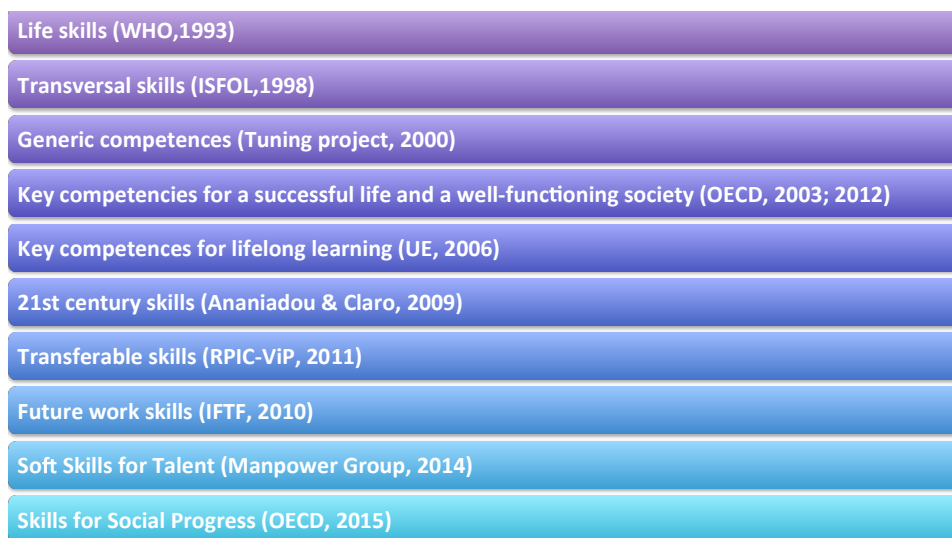 Life skills (WHO,1993)
Transversal skills (ISFOL,1998)
Generic competences (Tuning project, 2000)
Key competencies for a successful life and a well-functioning society (OECD, 2003; 2012)
Key competences for lifelong learning (UE, 2006)
21st century skills (Ananiadou & Claro, 2009)
Transferable skills (RPIC-ViP, 2011)
Future work skills (IFTF, 2010)
Soft Skills for Talent (Manpower Group, 2014)
Skills for Social Progress (OECD, 2015)